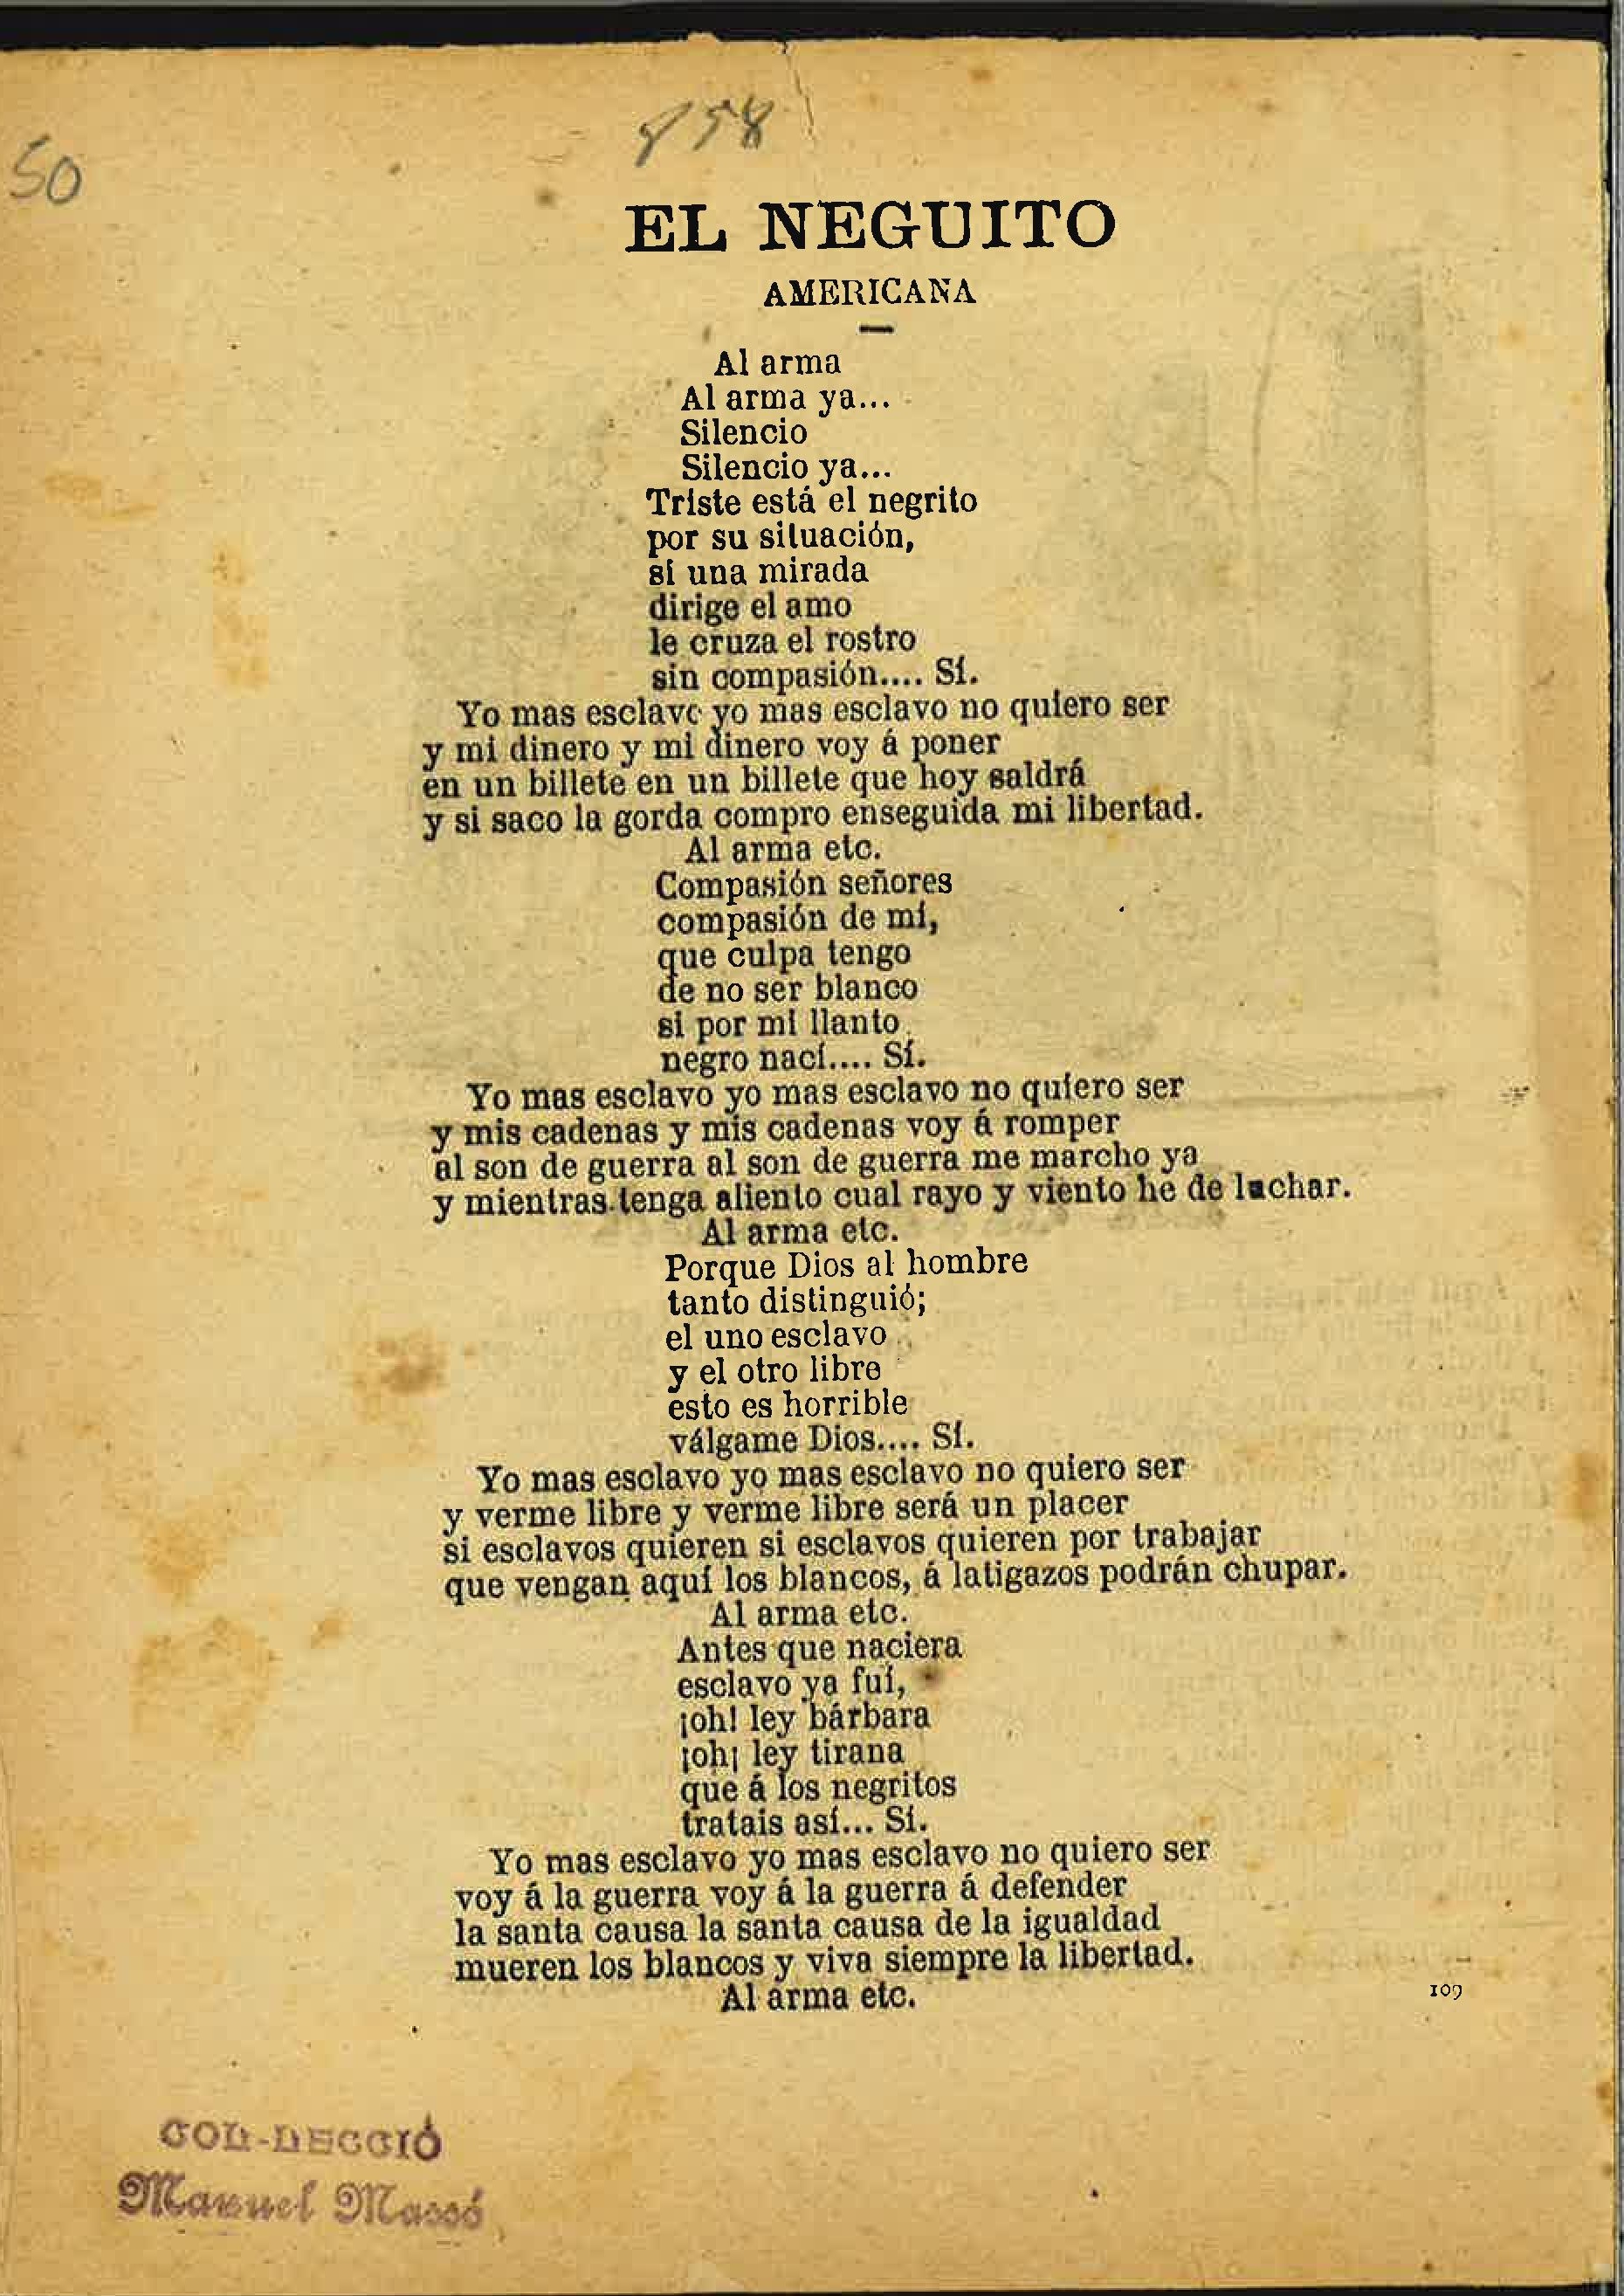 50
858
EL NEGUITO
AMERICANA
Al arma
Al arma ya...
Silencio
Silencio ya...
Triste está el negrito
por su situación,
si una mirada
dirige el amo
le cruza el rostro
sin compasión.... Sí.
Yo mas esclavo yo mas esclavo no quiero ser
y mi dinero y mi dinero voy á poner
en un billete en un billete que hoy saldrá
y si saco la gorda compro enseguida mi libertad.
Al arma etc.
Compasión señores
compasión de mí,
que culpa tengo
de no ser blanco
si por mi llanto
negro nací.... Sí.
Yo mas esclavo yo mas esclavo no quiero ser
y mis cadenas y mis cadenas voy á romper
al son de guerra al son de guerra me marcho ya
y mientras tenga aliento cual rayo y viento he de luchar.
Al arma etc.
Porque Dios al hombre
tanto distinguió;
el uno esclavo
y el otro libre
esto es horrible
válgame Dios.... Sí.
Yo mas esclavo yo mas esclavo no quiero ser
y verme libre y verme libre será un placer
si esclavos quieren si esclavos quieren por trabajar
que vengan aquí los blancos, á latigazos podrán chupar.
Al arma etc.
Antes que naciera
esclavo ya fuí,
¡oh! ley bárbara
¡oh¡ ley tirana
que á los negritos
tratais así... Sí.
Yo mas esclavo yo mas esclavo no quiero ser
voy á la guerra voy á la guerra á defender
la santa causa la santa causa de la igualdad
mueren los blancos y viva siempre la libertad.
Al arma etc.
109
COL-LECCIÓ
Manuel Massó